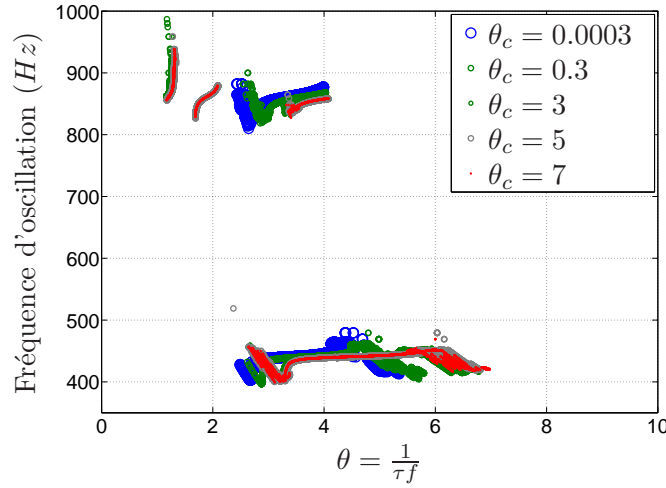 1000
900
800
700
600
500
400
0
2
4
6
8
10
Fréquence d'oscillation (Hz)
θ = 1/τf
θc = 0.0003
θc = 0.3
θc = 3
θc = 5
θc = 7